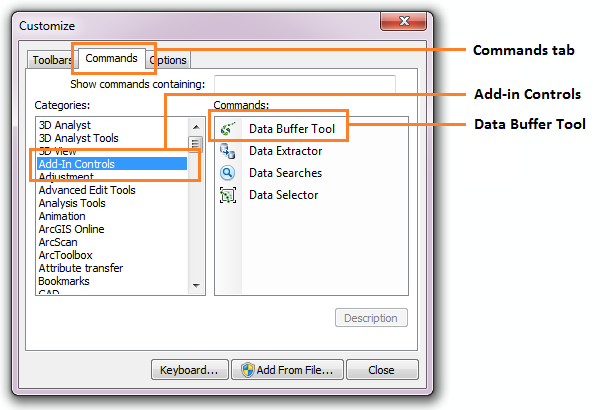 Customize
Toolbars Commands Options
Commands tab
Show commands containing:
Categories:
3D Analyst
3D Analyst Tools
3D View
Add-In Controls
Adjustment
Advanced Edit Tools
Analysis Tools
Animation
ArcGIS Online
ArcScan
ArcToolbox
Attribute transfer
Bookmarks
CAD
Commands:
Data Buffer Tool
Data Extractor
Data Searches
Data Selector
Add-in Controls
Data Buffer Tool
Description
Keyboard... Add From File... Close